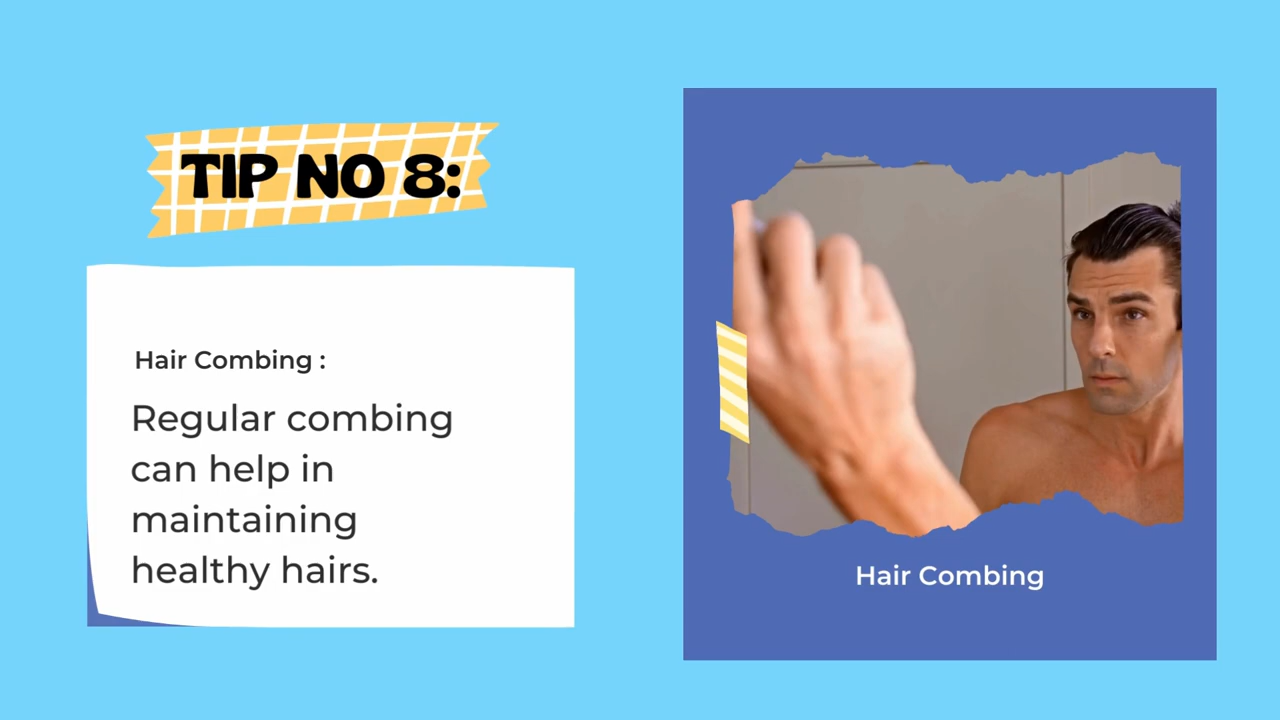 TIP NO 8:
Hair Combing :
Regular combing
can help in
maintaining
healthy hairs.
Hair Combing